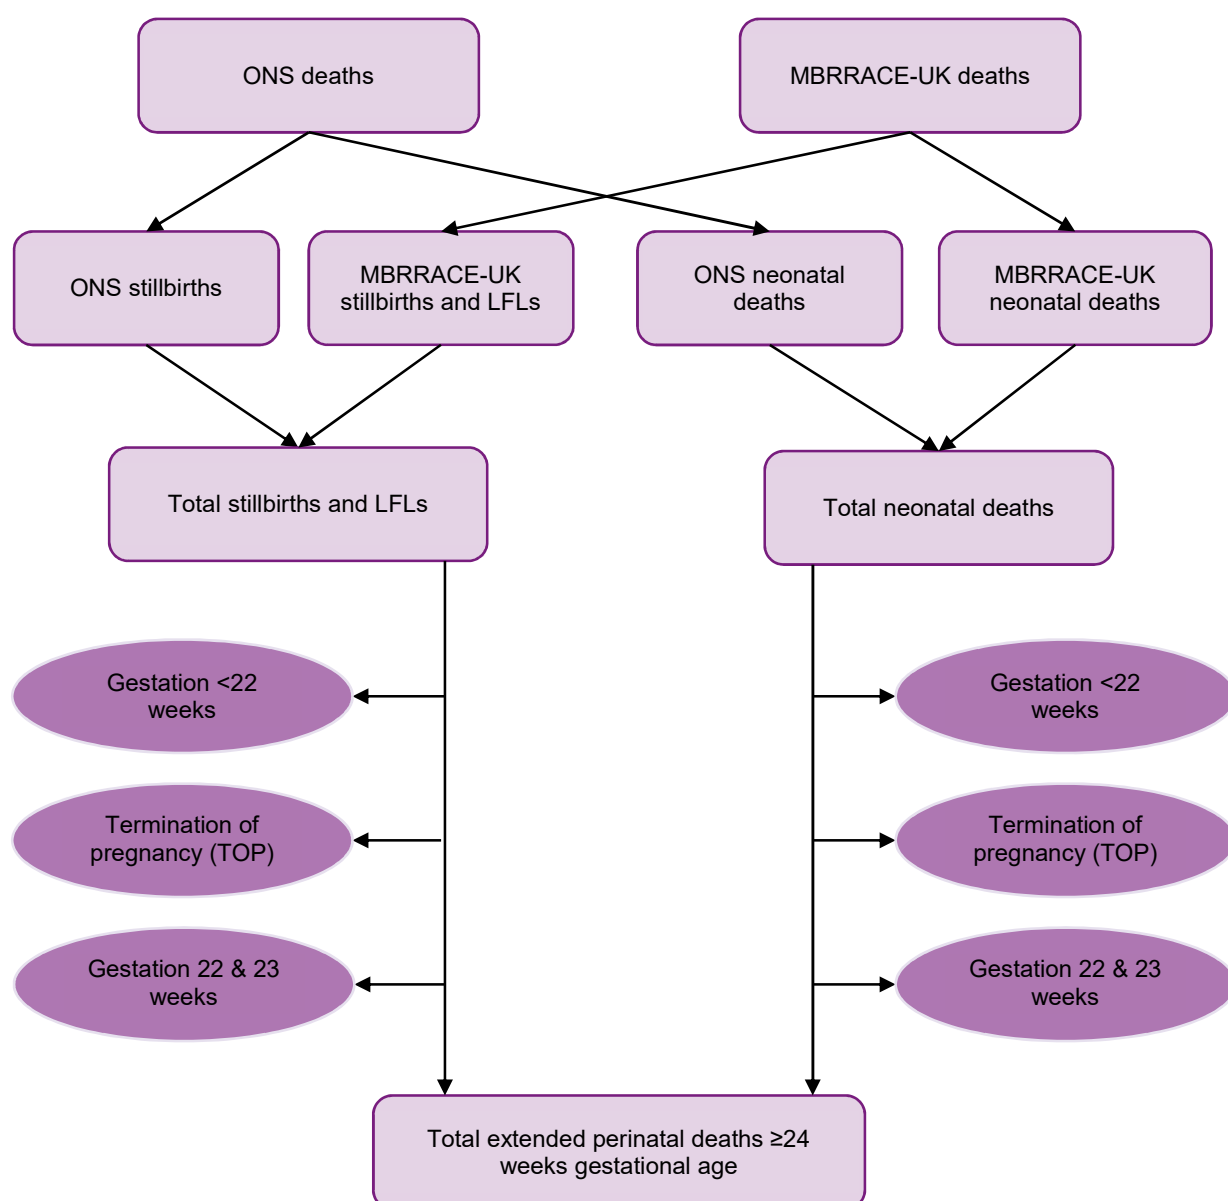 ONS deaths
MBRRACE-UK deaths
ONS stillbirths
MBRRACE-UK
stillbirths and LFLs
ONS neonatal
deaths
MBRRACE-UK
neonatal deaths
Total stillbirths and LFLs
Total neonatal deaths
Gestation <22
weeks
Gestation <22
weeks
Termination of
pregnancy (TOP)
Termination of
pregnancy (TOP)
Gestation 22 & 23
weeks
Gestation 22 & 23
weeks
Total extended perinatal deaths ≥24
weeks gestational age